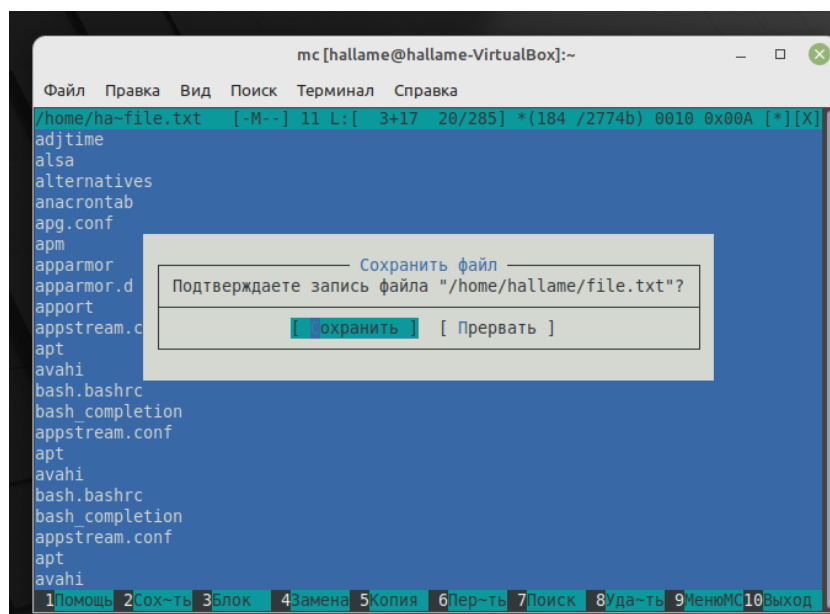 mc [hallame@hallame-VirtualBox]:~
Файл Правка Вид Поиск Терминал Справка
/home/ha~file.txt [-M--] 11 L:[ 3+17 20/285] *(184 /2774b) 0010 0x00A [*][X]
adjtime
alsa
alternatives
anacrontab
apg.conf
apm
apparmor
apparmor.d
apport
appstream.c
apt
avahi
Сохранить файл
Подтверждаете запись файла "/home/hallame/file.txt"?
[ Сохранить ] [ Прервать ]
bash.bashrc
bash_completion
appstream.conf
apt
avahi
bash.bashrc
bash_completion
appstream.conf
apt
avahi
1Помощь 2Сох~ть 3Блок 4Замена 5Копия 6Пер~ть 7Поиск 8Уда~ть 9МенюMC 10Выход